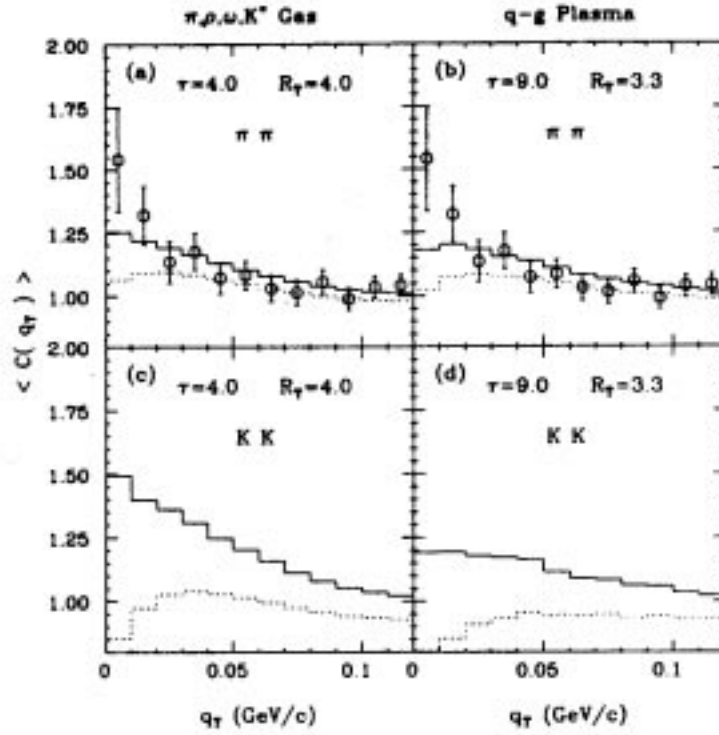 π,ρ,ω,K* Gas q-g Plasma
2.00
(a) (b)
τ=4.0 R_T=4.0 τ=9.0 R_T=3.3
1.75
π π π π
1.50
1.25
1.00
< C( q_T ) >
2.00
(c) (d)
τ=4.0 R_T=4.0 τ=9.0 R_T=3.3
1.75
K K K K
1.50
1.25
1.00
0 0.05 0.1 0 0.05 0.1
q_T (GeV/c) q_T (GeV/c)